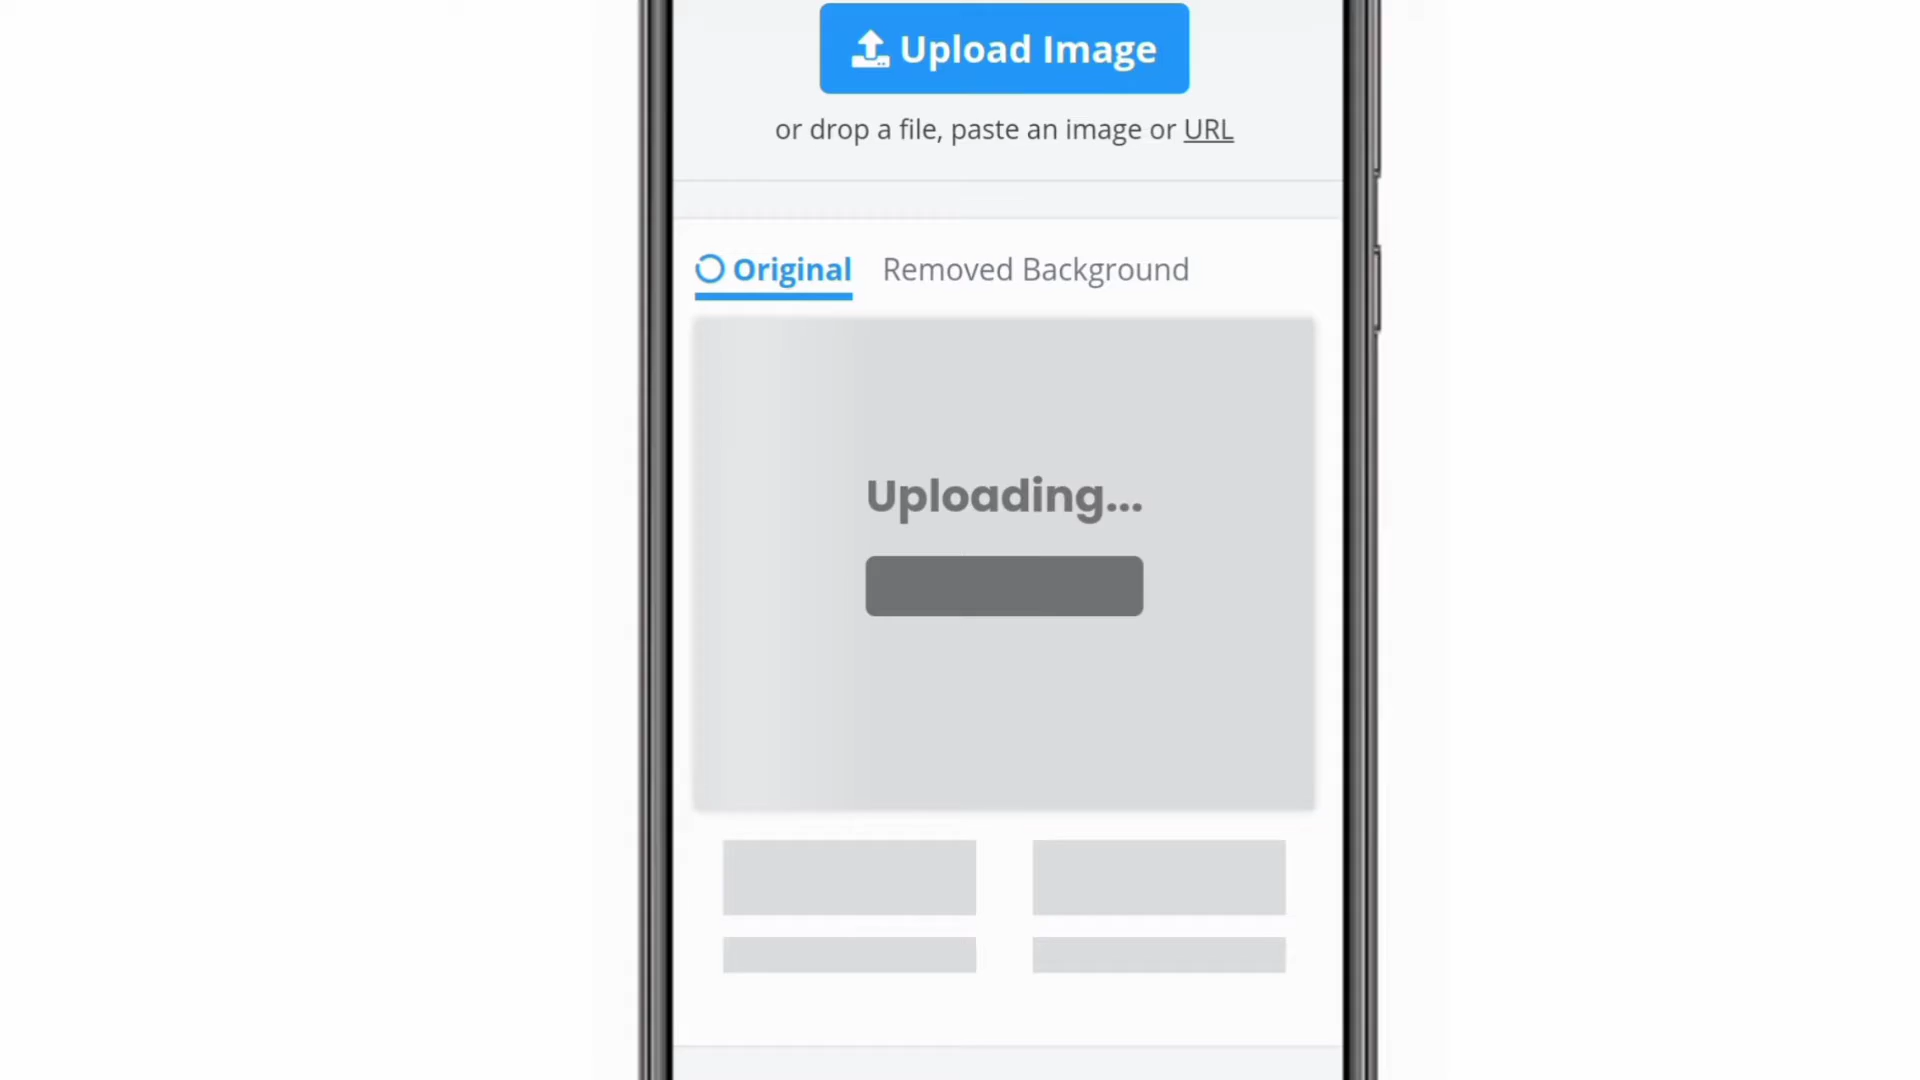 Upload Image
or drop a file, paste an image or URL
Original Removed Background
Uploading...